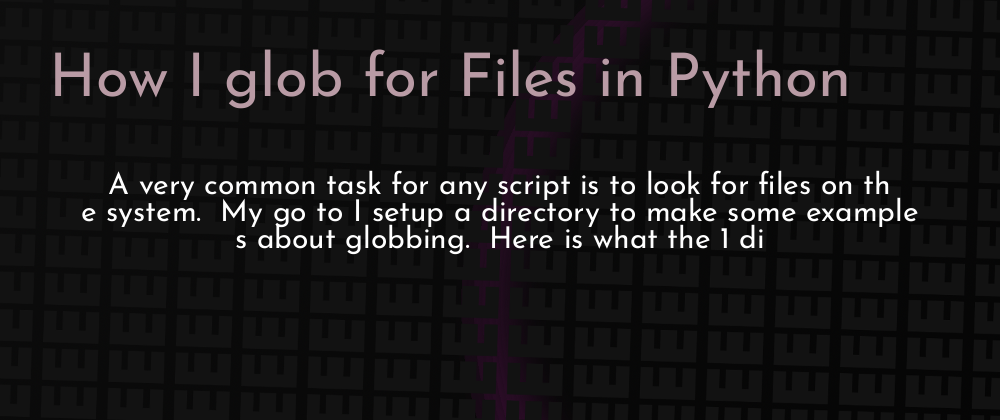 How I glob for Files in Python
A very common task for any script is to look for files on th
e system.  My go to I setup a directory to make some example
s about globbing.  Here is what the 1 di